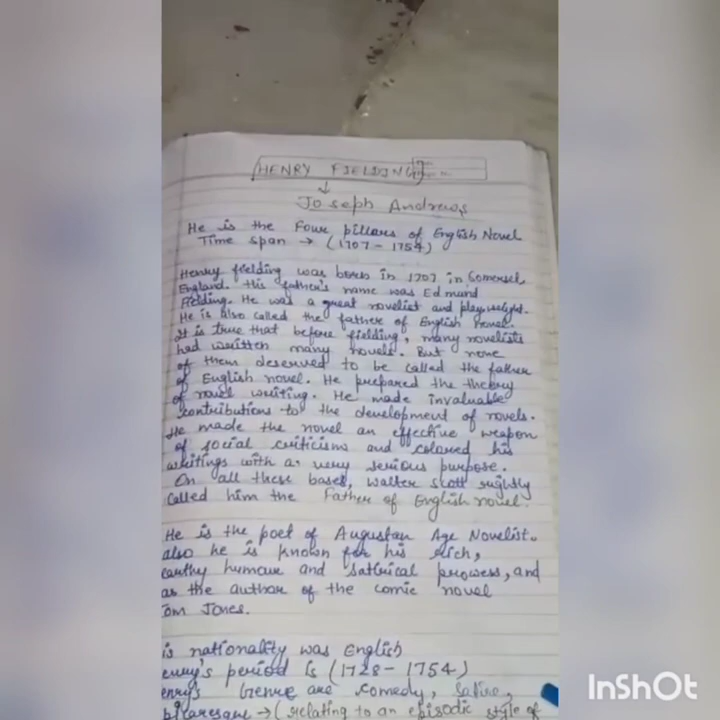 HENRY FIELDING
↓
Joseph Andrews
He is the Four pillars of English Novel
Time span → (1707 - 1754)
Henry fielding was born in 1707 in Somerset
England. His father's name was Edmund
Fielding. He was a great novelist and playwright.
He is also called the father of English novel.
It is true that before fielding, many novelists
had written many novels. But none
of them deserved to be called the father
of English novel. He prepared the theory
of novel writing. He made invaluable
contributions to the development of novels.
He made the novel an effective weapon
of social criticism and colored his
writings with a very serious purpose.
On all these bases, walter scott rightly
called him the Father of English novel.
He is the poet of Augustan Age Novelist.
also he is known for his rich,
earthy humour and satirical prowess, and
as the author of the comic novel
om Jones.
is nationality was English
enry's period is (1728 - 1754)
enry's Genre are comedy, satire,
picaresque → (relating to an episodic style of
InShOt